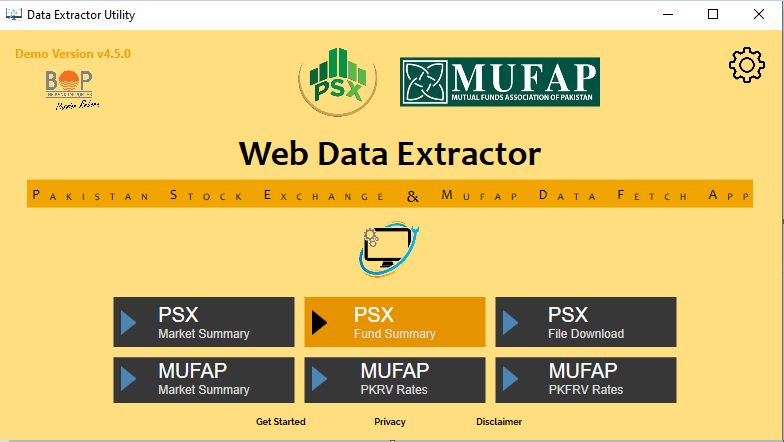 Data Extractor Utility
Demo Version v4.5.0
BOP
PSX
MUFAP
MUTUAL FUNDS ASSOCIATION OF PAKISTAN
Web Data Extractor
Pakistan Stock Exchange & Mufap Data Fetch App
PSX
Market Summary
PSX
Fund Summary
PSX
File Download
MUFAP
Market Summary
MUFAP
PKRV Rates
MUFAP
PKFRV Rates
Get Started
Privacy
Disclaimer